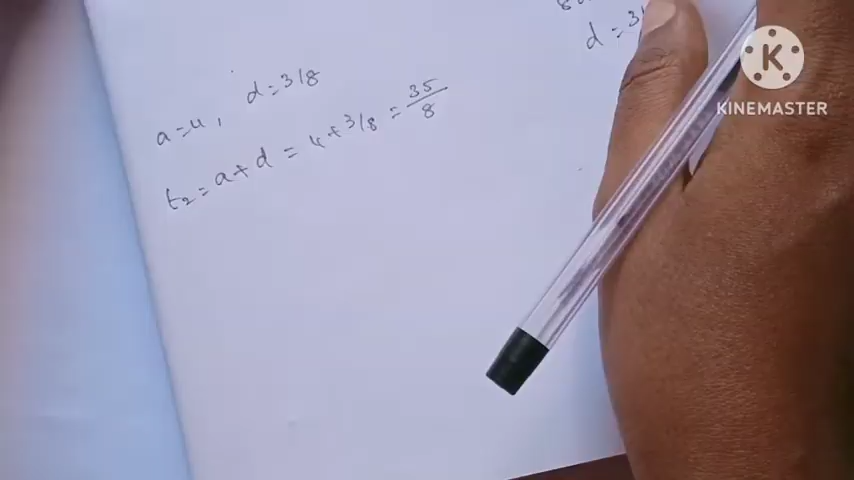 d = 3/
a = 4, d = 3/8
t₂ = a + d = 4 + 3/8 = 35/8
K
KINEMASTER